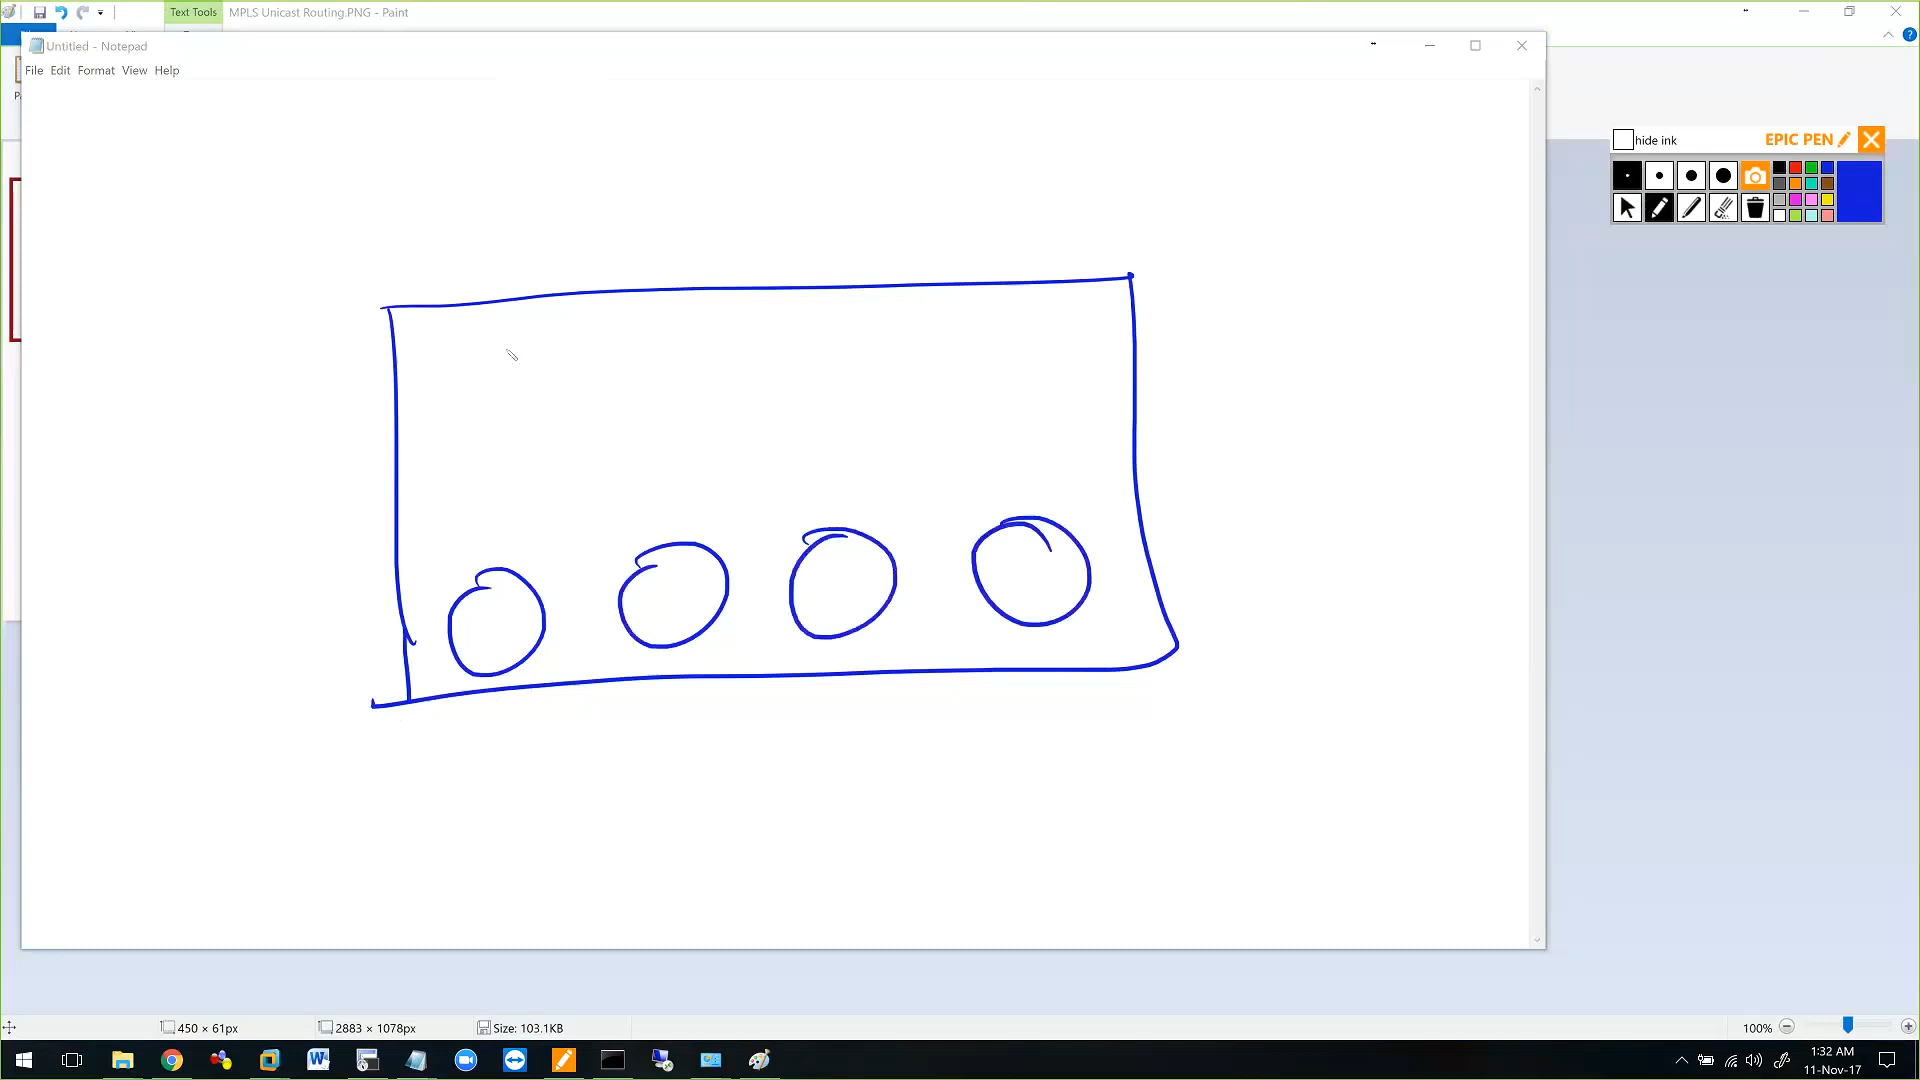 Text Tools
MPLS Unicast Routing.PNG - Paint
Untitled - Notepad
File Edit Format View Help
hide ink
EPIC PEN
450 × 61px
2883 × 1078px
Size: 103.1KB
100%
1:32 AM
11-Nov-17